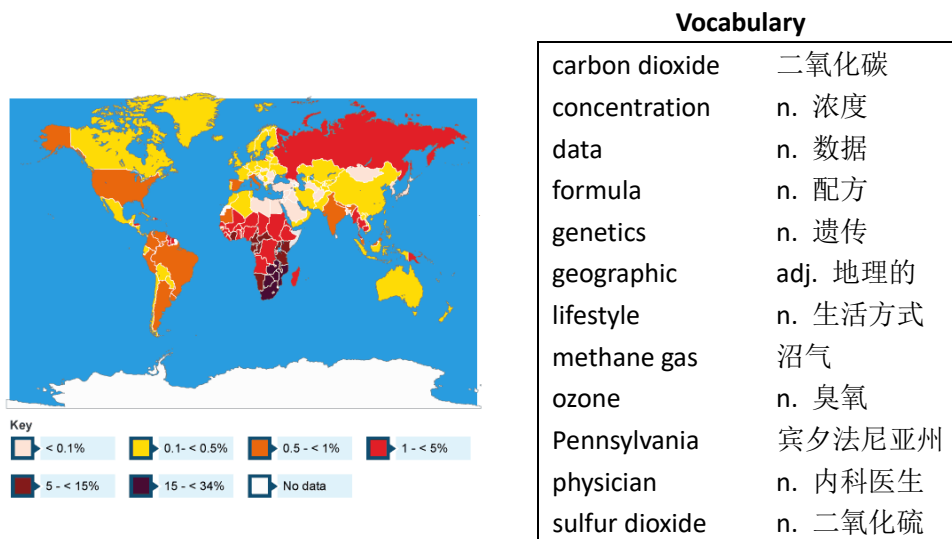 Vocabulary
carbon dioxide 二氧化碳
concentration n. 浓度
data n. 数据
formula n. 配方
genetics n. 遗传
geographic adj. 地理的
lifestyle n. 生活方式
methane gas 沼气
ozone n. 臭氧
Pennsylvania 宾夕法尼亚州
physician n. 内科医生
sulfur dioxide n. 二氧化硫
Key
< 0.1% 0.1- < 0.5% 0.5 - < 1% 1 - < 5%
5 - < 15% 15 - < 34% No data